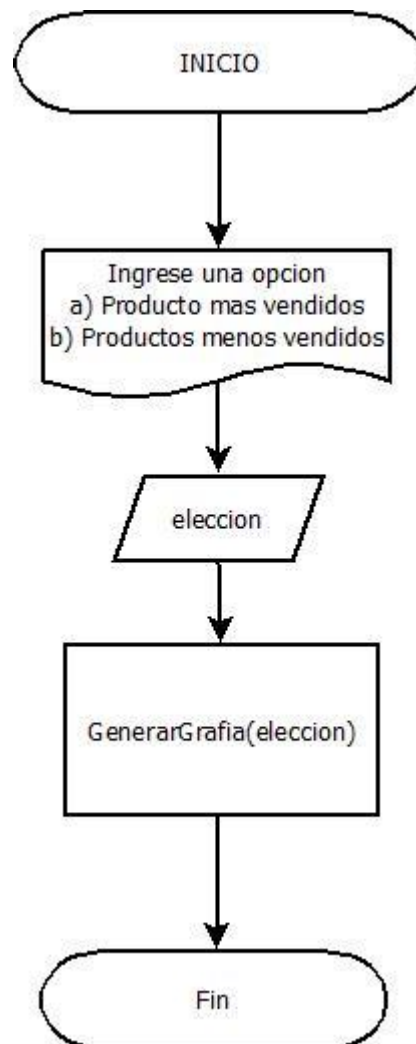 INICIO
Ingrese una opcion
a) Producto mas vendidos
b) Productos menos vendidos
eleccion
GenerarGrafia(eleccion)
Fin